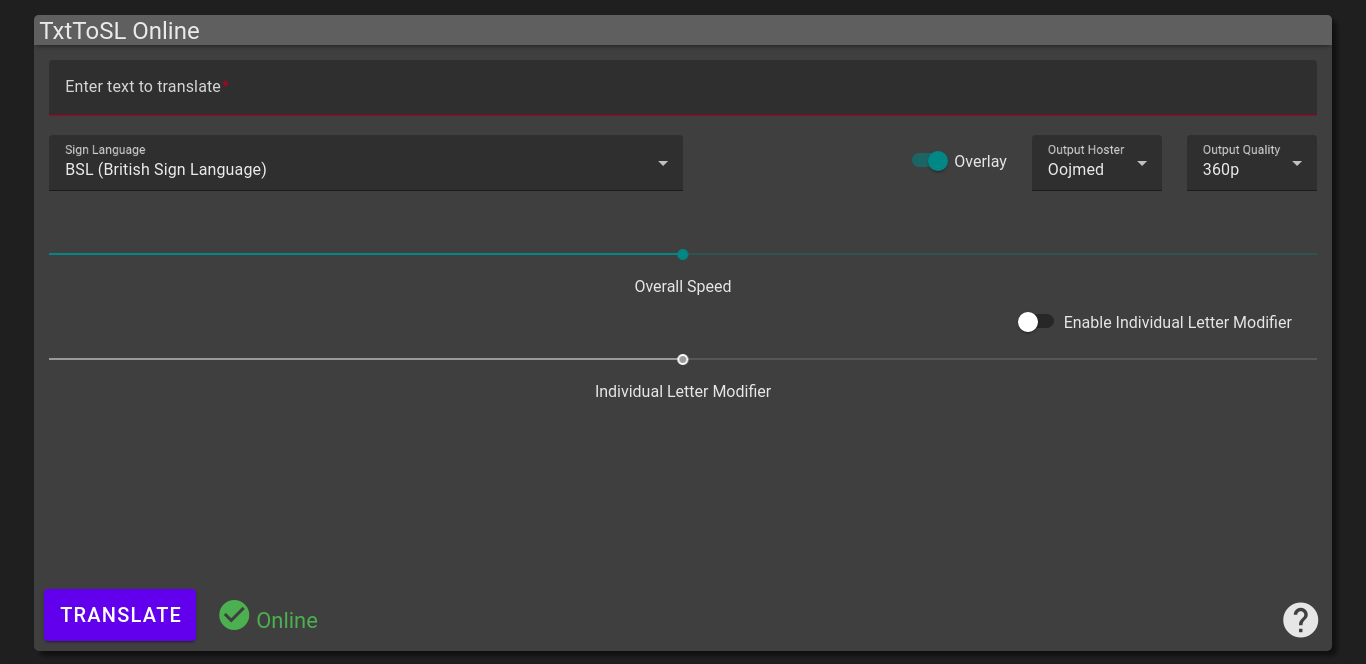 TxtToSL Online
Enter text to translate*
Sign Language
BSL (British Sign Language)
Overlay
Output Hoster
Oojmed
Output Quality
360p
Overall Speed
Enable Individual Letter Modifier
Individual Letter Modifier
TRANSLATE
Online
?